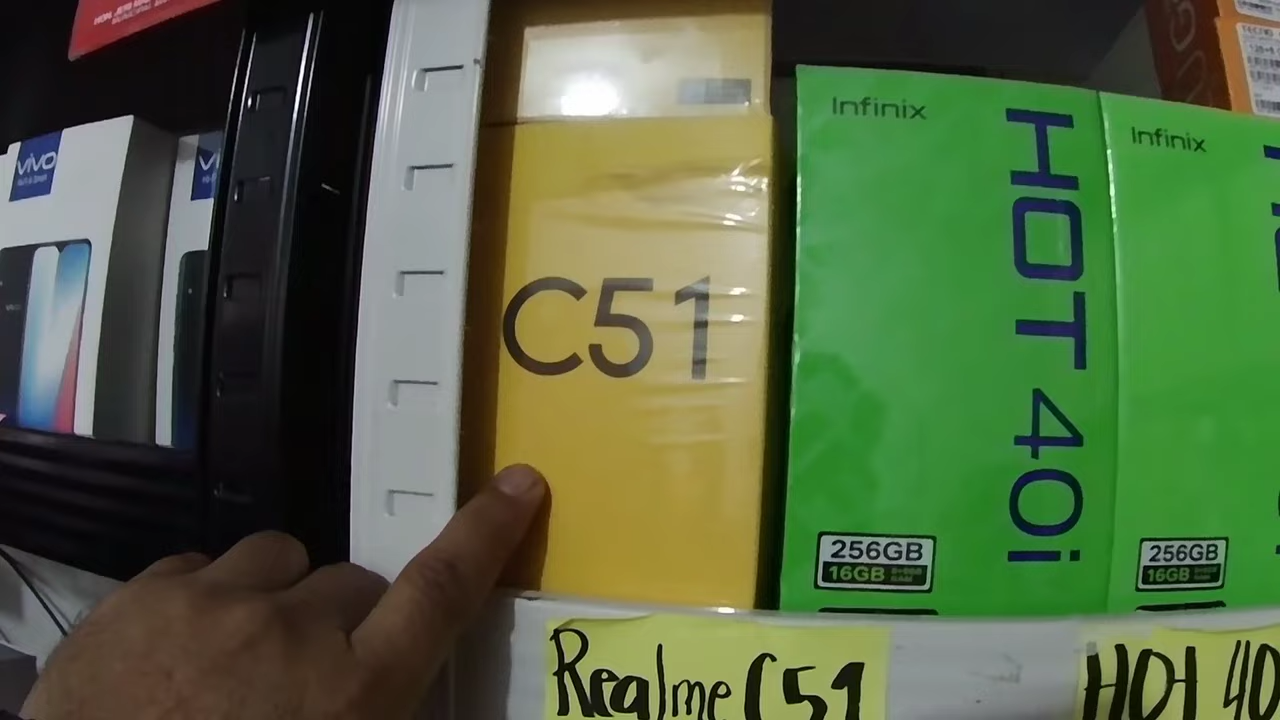 vivo
C51
Infinix
HOT 40i
256GB
16GB
Infinix
256GB
16GB
Realme C51
HOT 40